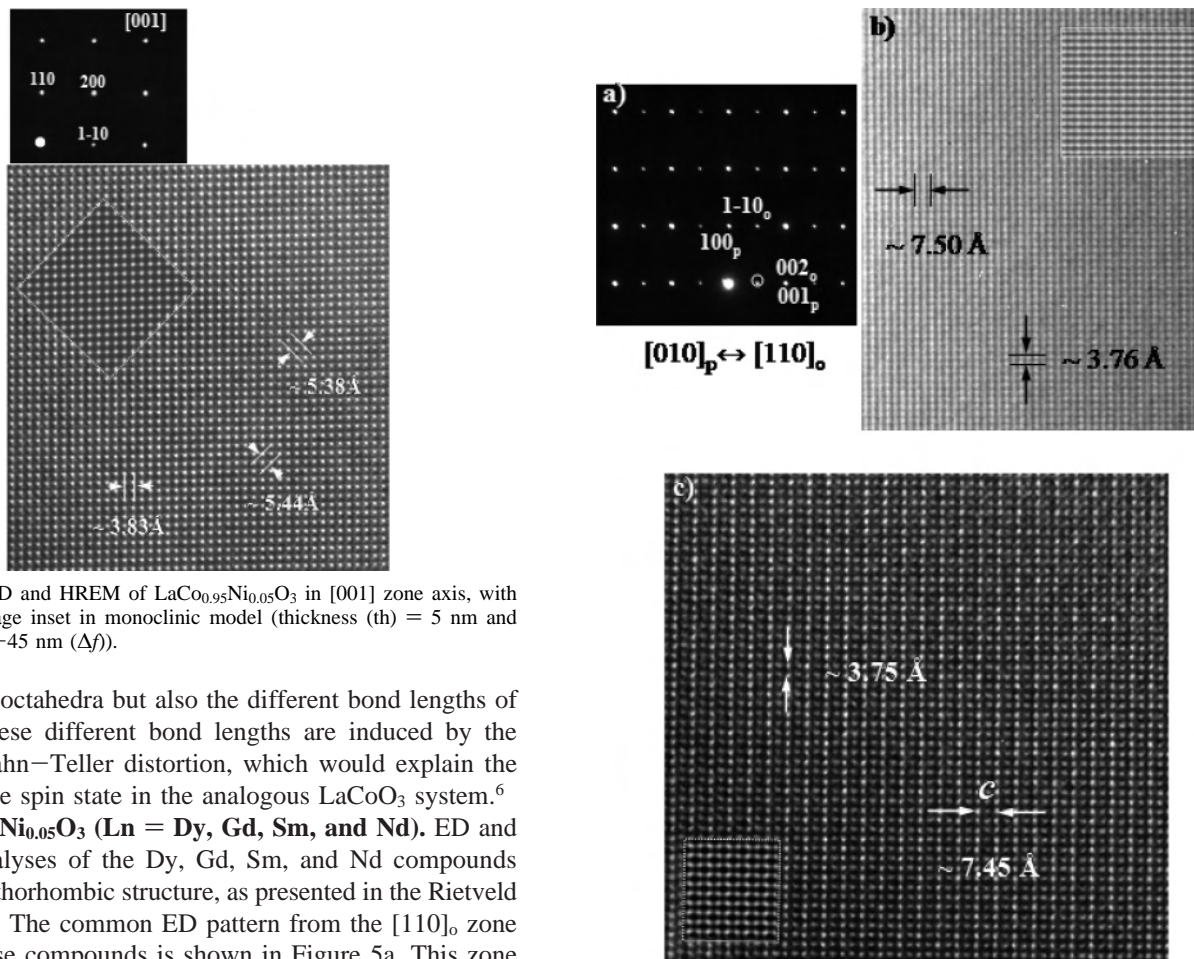 [001]
110 200
1-10
~ 5.38Å
~ 5.44Å
~ 3.83Å
D and HREM of LaCo0.95Ni0.05O3 in [001] zone axis, with
age inset in monoclinic model (thickness (th) = 5 nm and
−45 nm (Δf)).
octahedra but also the different bond lengths of
ese different bond lengths are induced by the
ahn−Teller distortion, which would explain the
e spin state in the analogous LaCoO3 system.6
Ni0.05O3 (Ln = Dy, Gd, Sm, and Nd). ED and
alyses of the Dy, Gd, Sm, and Nd compounds
thorhombic structure, as presented in the Rietveld
The common ED pattern from the [110]o zone
se compounds is shown in Figure 5a. This zone
a)
1-10o
100p
002o
001p
[010]p↔ [110]o
b)
~ 7.50 Å
~ 3.76 Å
c)
~ 3.75 Å
c
~ 7.45 Å